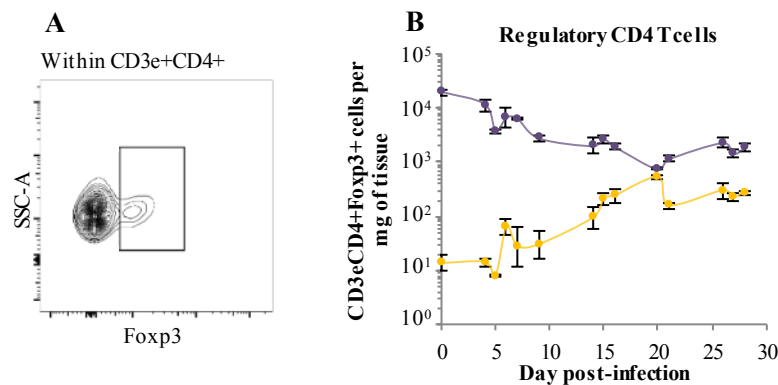 A
Within CD3e+CD4+
SSC-A
Foxp3
B
Regulatory CD4 Tcells
CD3eCD4+Foxp3+ cells per
mg of tissue
10^5
10^4
10^3
10^2
10^1
10^0
0 5 10 15 20 25 30
Day post-infection